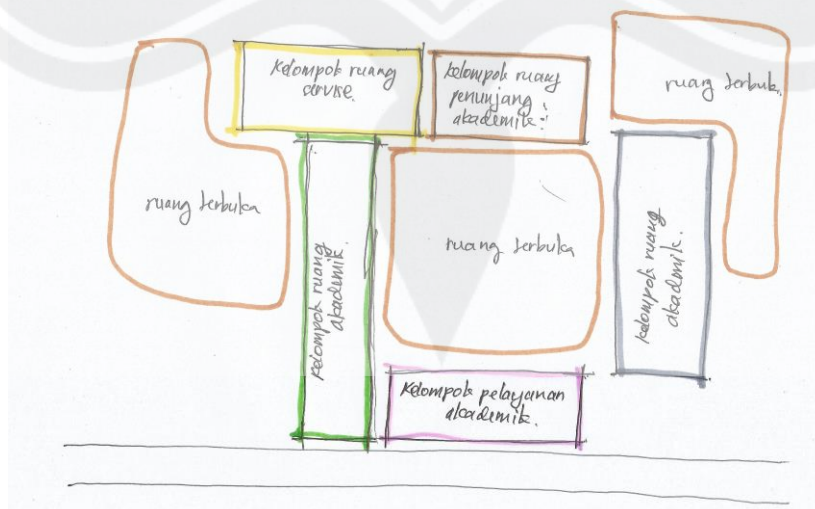 Kelompok ruang
servise.
kelompok ruang
penunjang
akademik.
ruang terbuka
ruang terbuka
ruang terbuka
Kelompok ruang
akademik.
kelompok ruang
akademik.
Kelompok pelayanan
akademik.